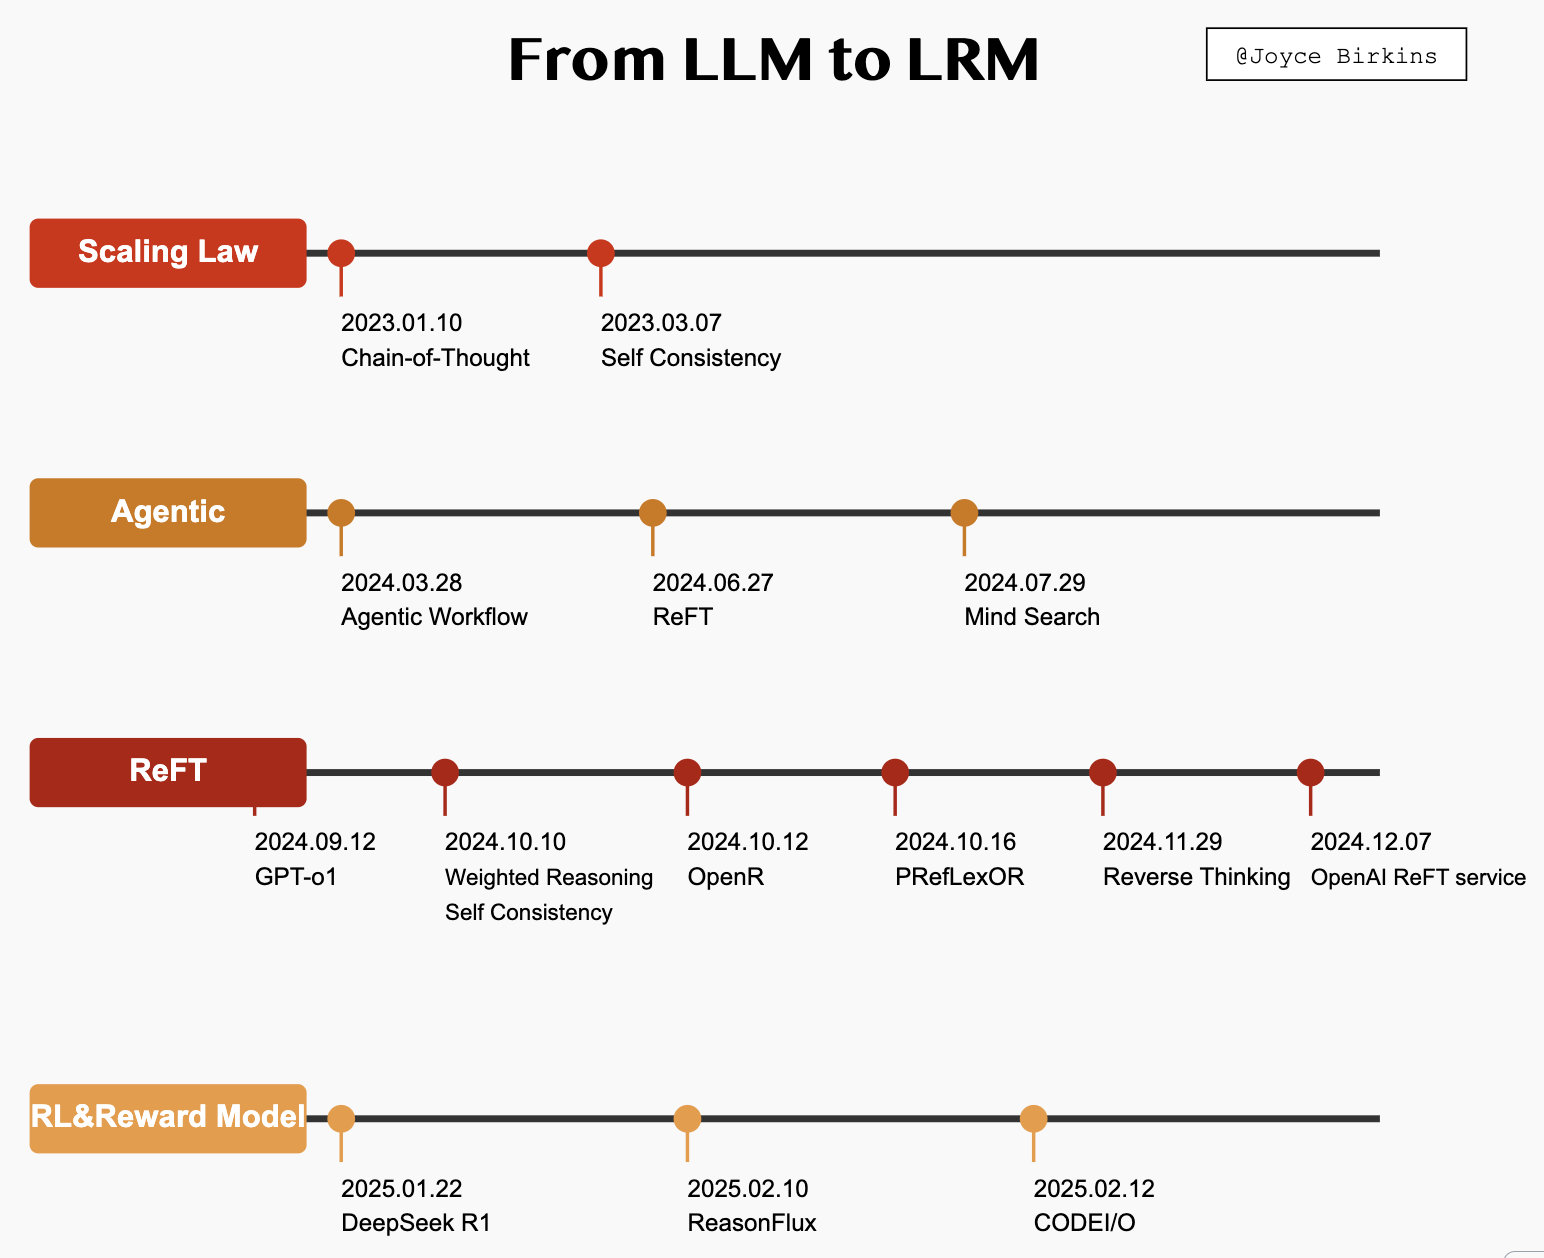 From LLM to LRM
@Joyce Birkins
Scaling Law
2023.01.10
Chain-of-Thought
2023.03.07
Self Consistency
Agentic
2024.03.28
Agentic Workflow
2024.06.27
ReFT
2024.07.29
Mind Search
ReFT
2024.09.12
GPT-o1
2024.10.10
Weighted Reasoning
Self Consistency
2024.10.12
OpenR
2024.10.16
PRefLexOR
2024.11.29
Reverse Thinking
2024.12.07
OpenAI ReFT service
RL&Reward Model
2025.01.22
DeepSeek R1
2025.02.10
ReasonFlux
2025.02.12
CODEI/O